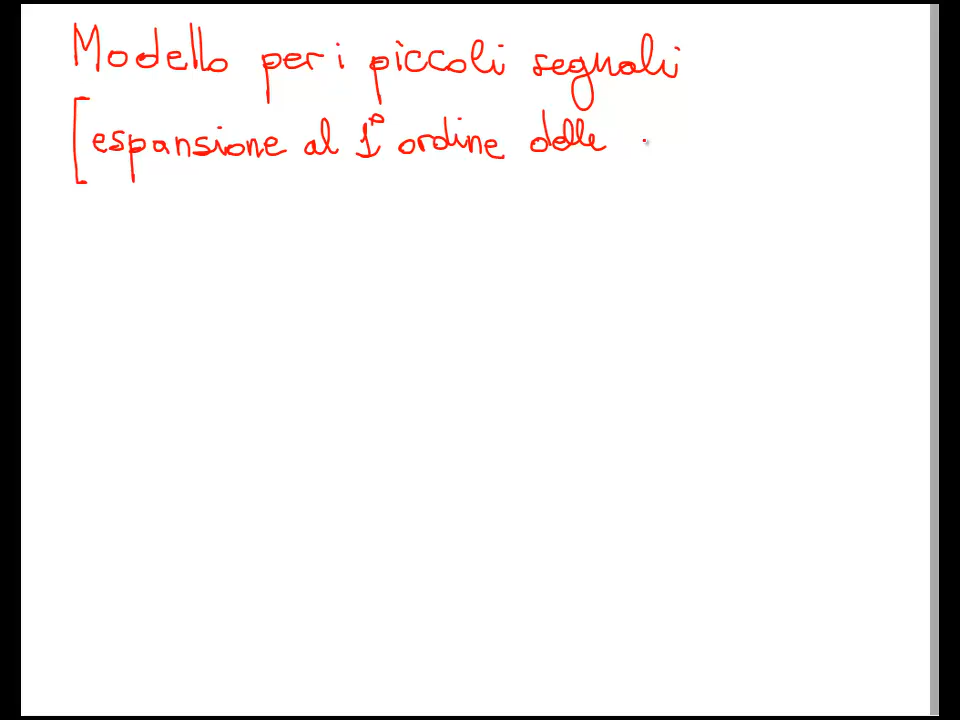 Modello per i piccoli segnali
[espansione al 1° ordine delle